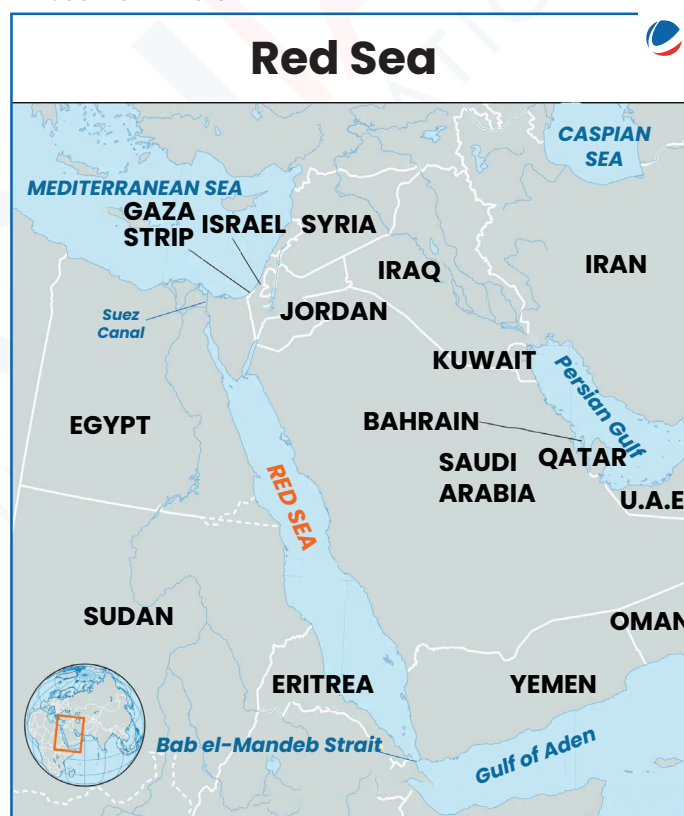 Red Sea
CASPIAN
SEA
MEDITERRANEAN SEA
GAZA
STRIP
ISRAEL
SYRIA
IRAQ
IRAN
Suez
Canal
JORDAN
KUWAIT
Persian Gulf
EGYPT
BAHRAIN
SAUDI
ARABIA
QATAR
U.A.E
RED SEA
SUDAN
OMAN
ERITREA
YEMEN
Bab el-Mandeb Strait
Gulf of Aden